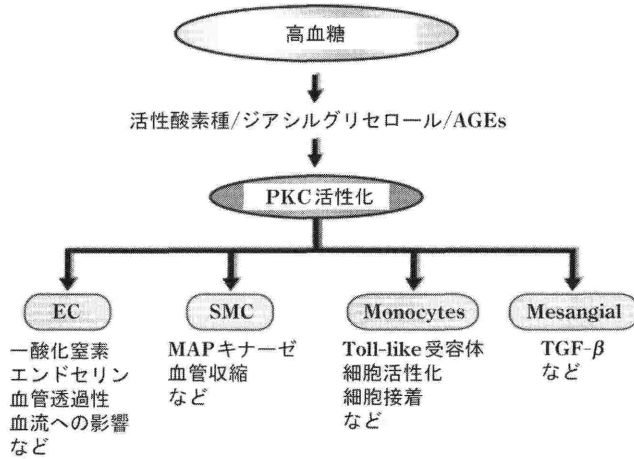 高血糖
活性酸素種/ジアシルグリセロール/AGEs
PKC活性化
EC
一酸化窒素
エンドセリン
血管透過性
血流への影響
など
SMC
MAPキナーゼ
血管収縮
など
Monocytes
Toll-like受容体
細胞活性化
細胞接着
など
Mesangial
TGF-β
など